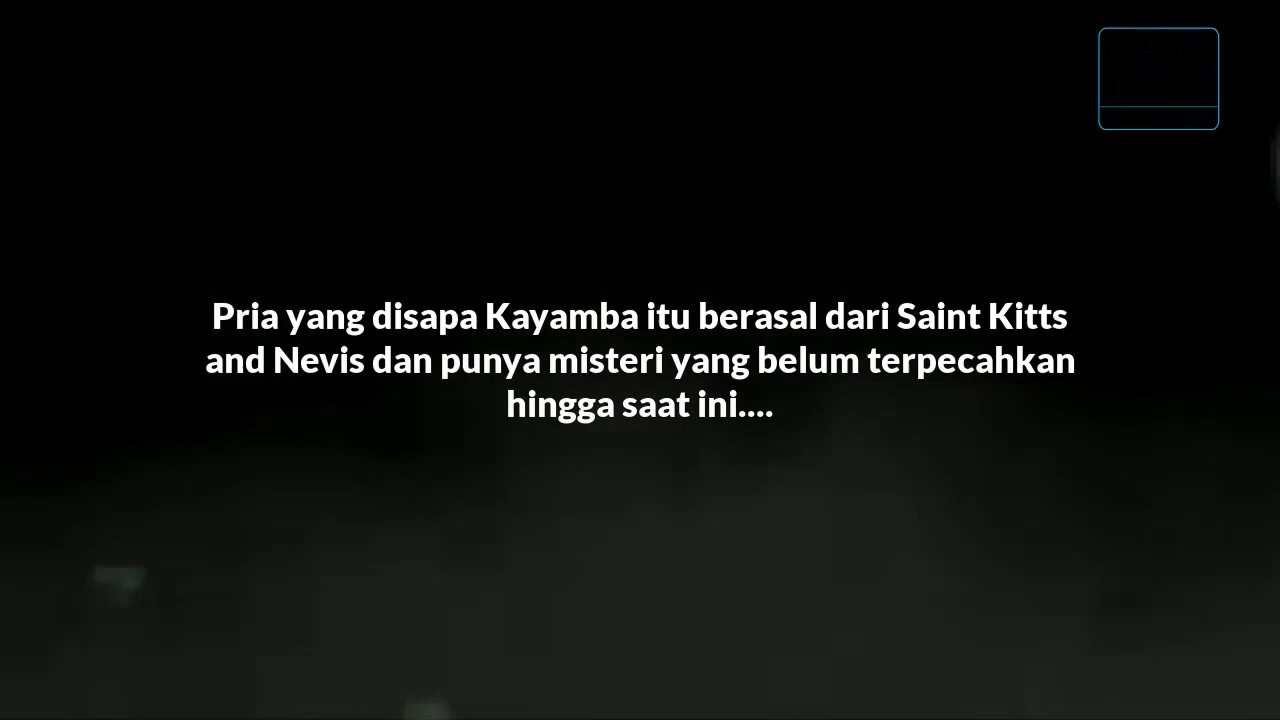 Pria yang disapa Kayamba itu berasal dari Saint Kitts
and Nevis dan punya misteri yang belum terpecahkan
hingga saat ini....